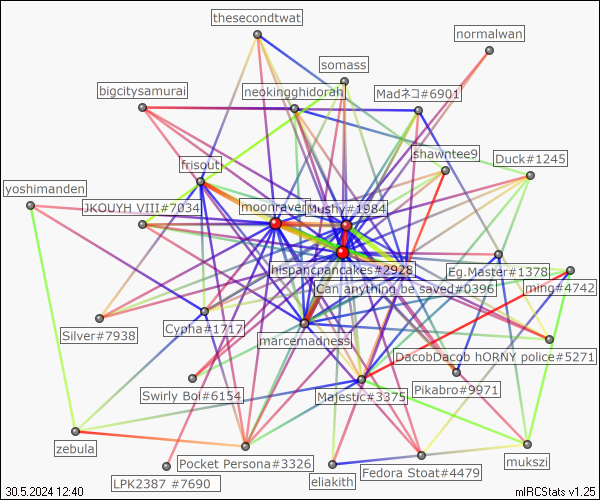 thesecondtwat
normalwan
somass
bigcitysamurai
neokingghidorah
Madネコ#6901
shawntee9
Duck#1245
frisout
yoshimanden
JKOUYH VIII#7034
moonraven
Mushy#1984
hispancpancakes#2928
Eg.Master#1378
Can anything be saved#0396
ming#4742
Silver#7938
Cypha#1717
marcemadness
DacobDacob hORNY police#5271
Swirly Boi#6154
Majestic#3375
Pikabro#9971
zebula
Pocket Persona#3326
mukszi
LPK2387 #7690
eliakith
Fedora Stoat#4479
30.5.2024 12:40
mIRCStats v1.25